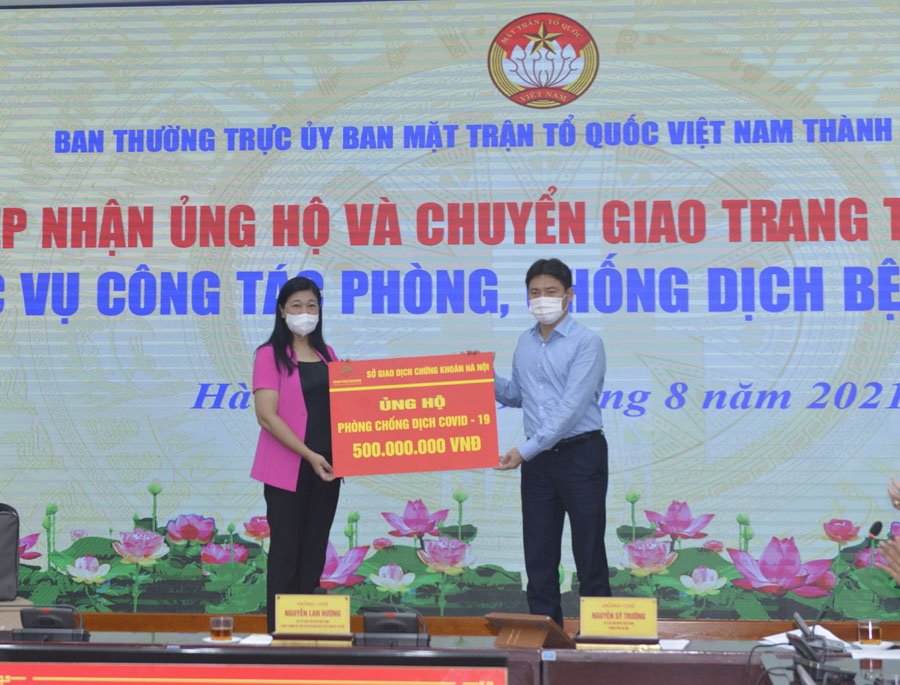 MẶT TRẬN TỔ QUỐC
VIỆT NAM
BAN THƯỜNG TRỰC ỦY BAN MẶT TRẬN TỔ QUỐC VIỆT NAM THÀNH
ẾP NHẬN ỦNG HỘ VÀ CHUYỂN GIAO TRANG T
C VỤ CÔNG TÁC PHÒNG, CHỐNG DỊCH BỆ
Hà ng 8 năm 2021
SỞ GIAO DỊCH CHỨNG KHOÁN HÀ NỘI
ỦNG HỘ
PHÒNG CHỐNG DỊCH COVID - 19
500.000.000 VNĐ
ĐỒNG CHÍ
NGUYỄN LAN HƯƠNG
ĐỒNG CHÍ
NGUYỄN SỸ TRƯỜNG